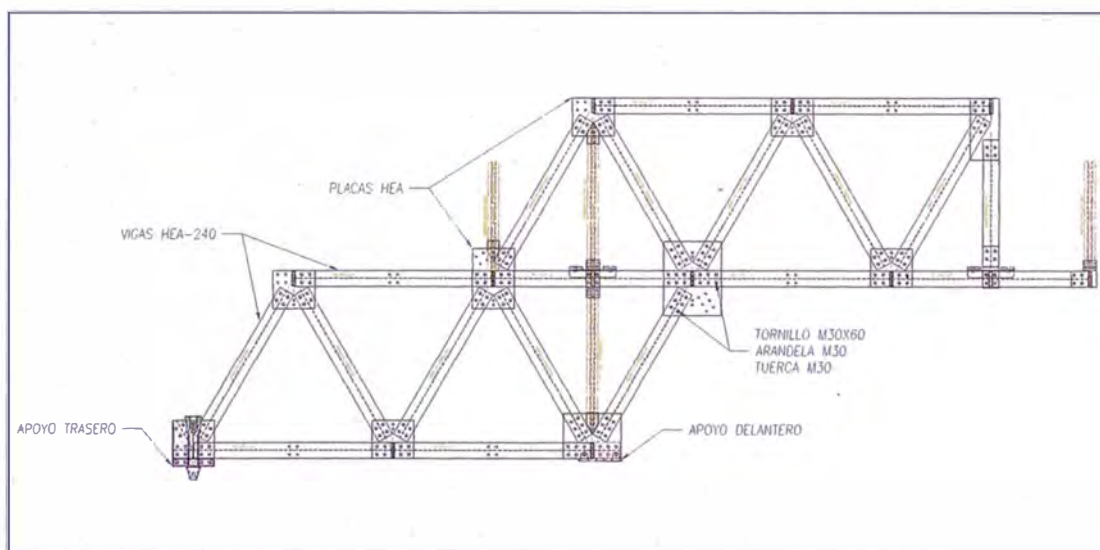 PLACAS HEA
VIGAS HEA-240
TORNILLO M30X60
ARANDELA M30
TUERCA M30
APOYO TRASERO
APOYO DELANTERO